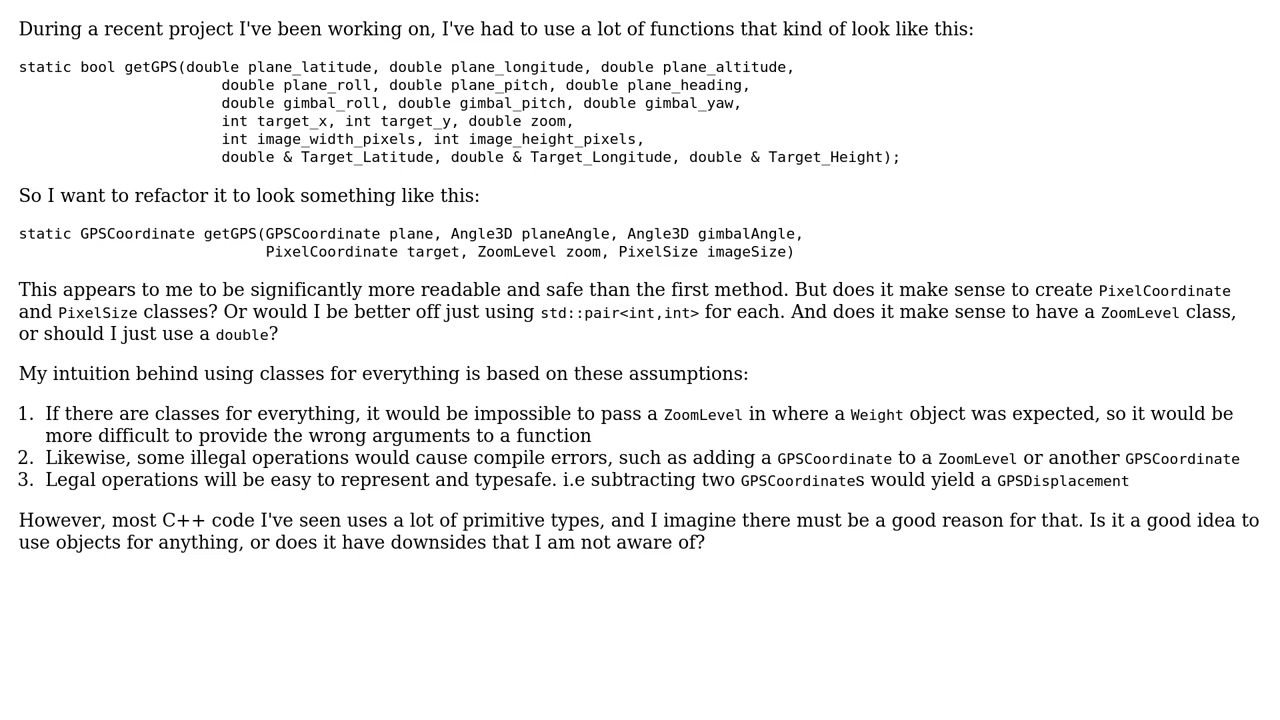 During a recent project I've been working on, I've had to use a lot of functions that kind of look like this:
static bool getGPS(double plane_latitude, double plane_longitude, double plane_altitude,
double plane_roll, double plane_pitch, double plane_heading,
double gimbal_roll, double gimbal_pitch, double gimbal_yaw,
int target_x, int target_y, double zoom,
int image_width_pixels, int image_height_pixels,
double & Target_Latitude, double & Target_Longitude, double & Target_Height);
So I want to refactor it to look something like this:
static GPSCoordinate getGPS(GPSCoordinate plane, Angle3D planeAngle, Angle3D gimbalAngle,
PixelCoordinate target, ZoomLevel zoom, PixelSize imageSize)
This appears to me to be significantly more readable and safe than the first method. But does it make sense to create PixelCoordinate
and PixelSize classes? Or would I be better off just using std::pair<int,int> for each. And does it make sense to have a ZoomLevel class,
or should I just use a double?
My intuition behind using classes for everything is based on these assumptions:
1. If there are classes for everything, it would be impossible to pass a ZoomLevel in where a Weight object was expected, so it would be
more difficult to provide the wrong arguments to a function
2. Likewise, some illegal operations would cause compile errors, such as adding a GPSCoordinate to a ZoomLevel or another GPSCoordinate
3. Legal operations will be easy to represent and typesafe. i.e subtracting two GPSCoordinates would yield a GPSDisplacement
However, most C++ code I've seen uses a lot of primitive types, and I imagine there must be a good reason for that. Is it a good idea to
use objects for anything, or does it have downsides that I am not aware of?